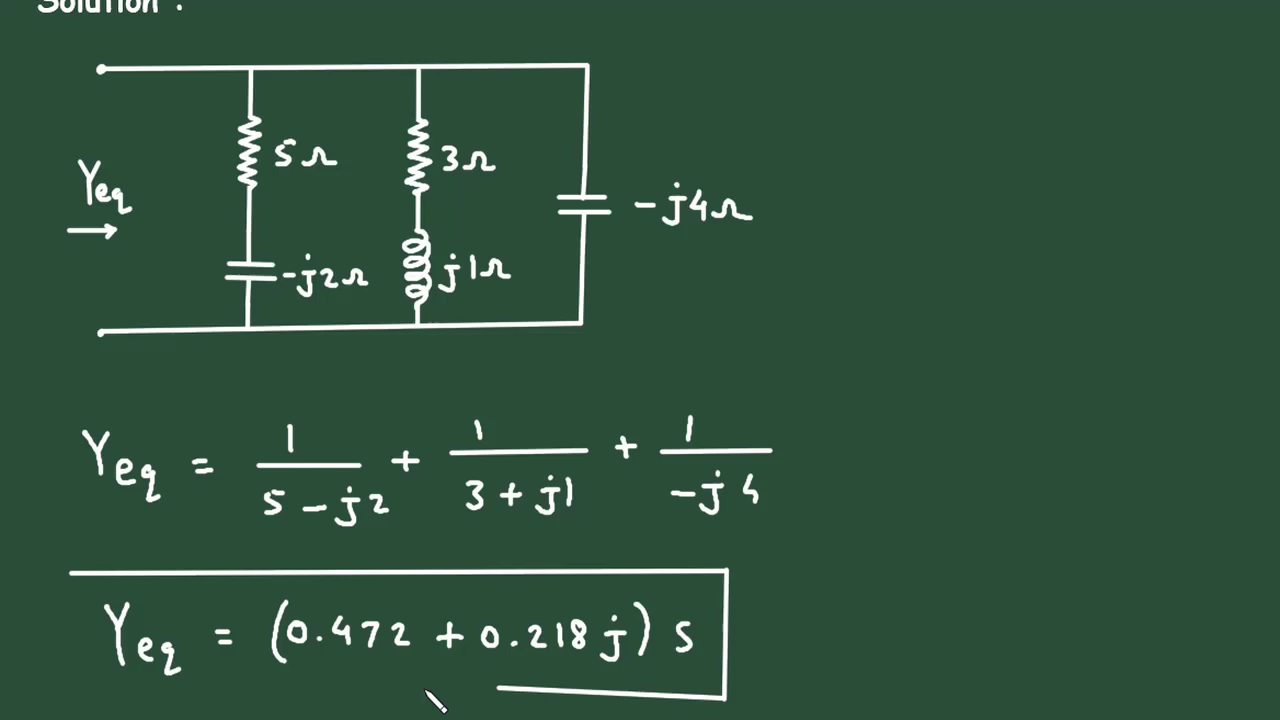 Solution :
5Ω
3Ω
Yeq
→
-j4Ω
-j2Ω
j1Ω
Yeq = 1/(5 - j2) + 1/(3 + j1) + 1/(-j4)
Yeq = (0.472 + 0.218j) S